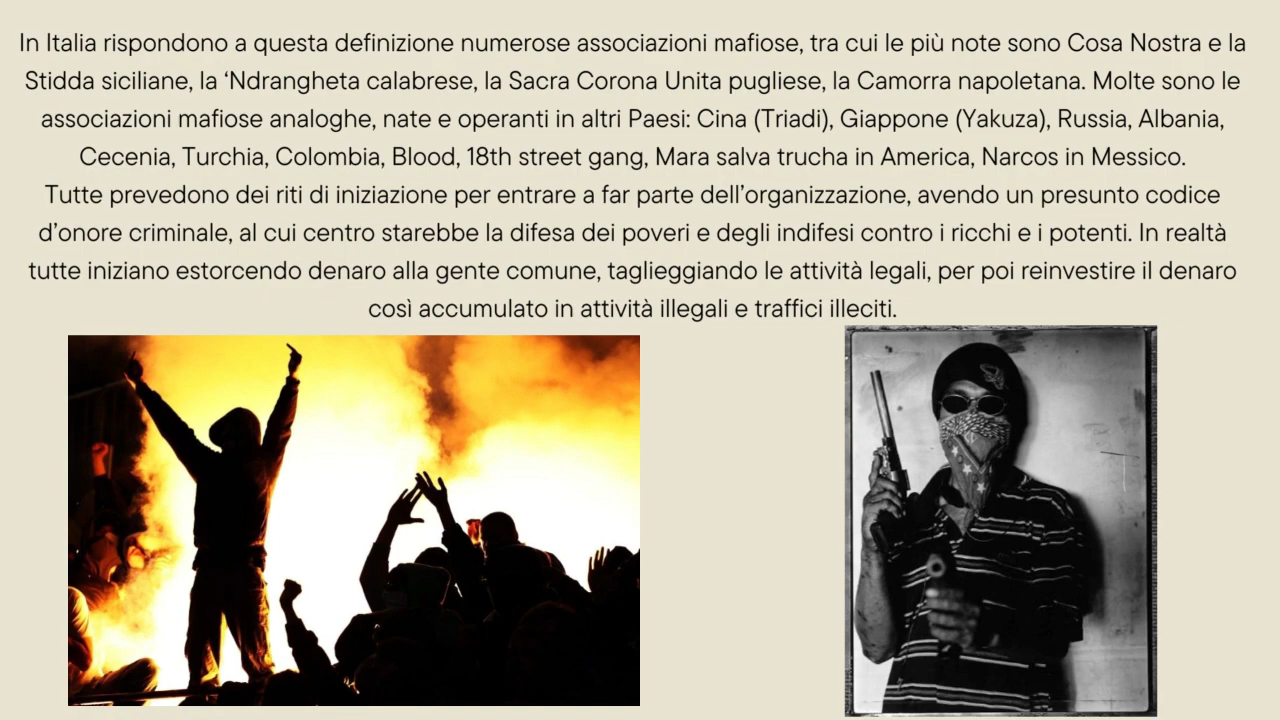 In Italia rispondono a questa definizione numerose associazioni mafiose, tra cui le più note sono Cosa Nostra e la
Stidda siciliane, la ‘Ndrangheta calabrese, la Sacra Corona Unita pugliese, la Camorra napoletana. Molte sono le
associazioni mafiose analoghe, nate e operanti in altri Paesi: Cina (Triadi), Giappone (Yakuza), Russia, Albania,
Cecenia, Turchia, Colombia, Blood, 18th street gang, Mara salva trucha in America, Narcos in Messico.
Tutte prevedono dei riti di iniziazione per entrare a far parte dell’organizzazione, avendo un presunto codice
d’onore criminale, al cui centro starebbe la difesa dei poveri e degli indifesi contro i ricchi e i potenti. In realtà
tutte iniziano estorcendo denaro alla gente comune, taglieggiando le attività legali, per poi reinvestire il denaro
così accumulato in attività illegali e traffici illeciti.